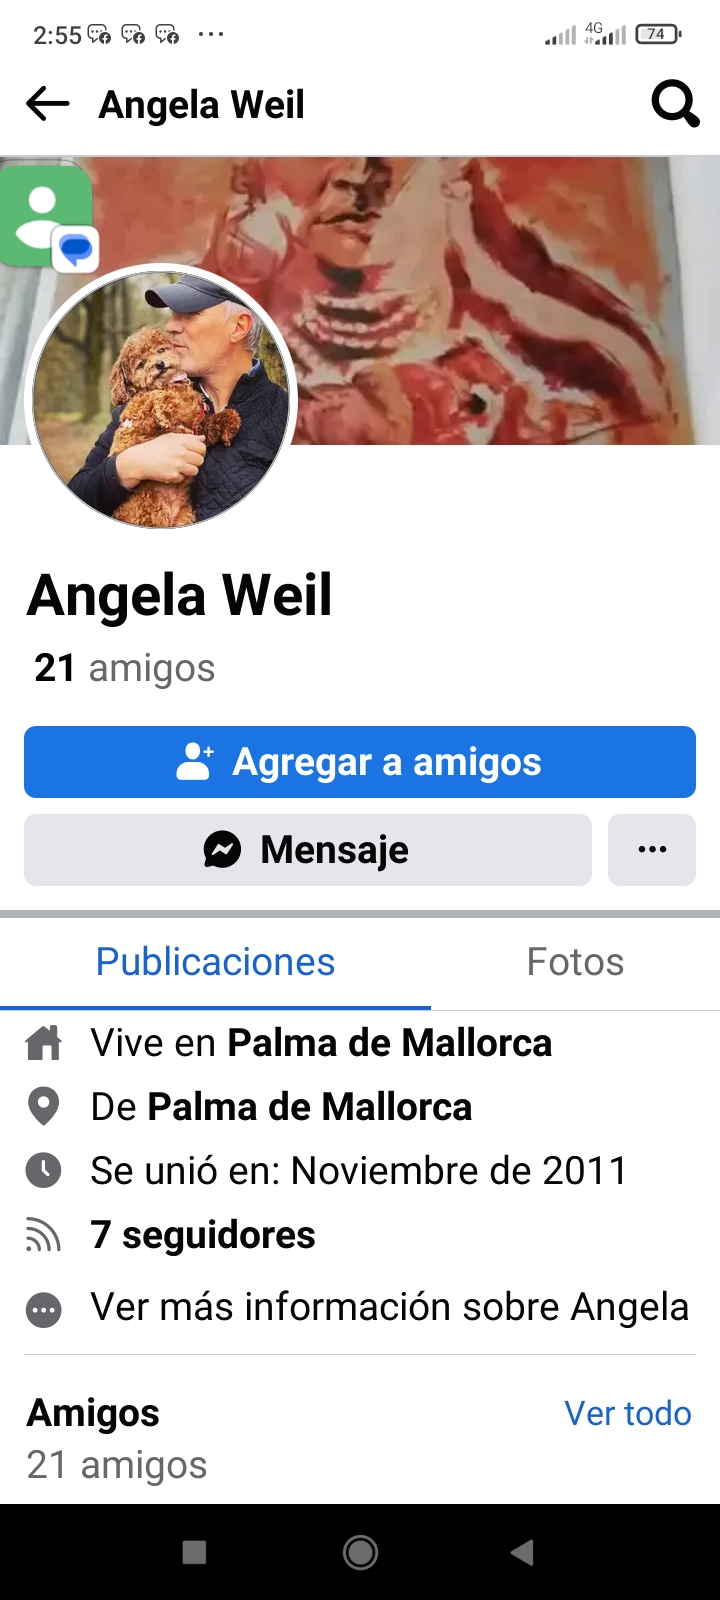 2:55 ... 4G 74
Angela Weil
Angela Weil
21 amigos
Agregar a amigos
Mensaje
Publicaciones Fotos
Vive en Palma de Mallorca
De Palma de Mallorca
Se unió en: Noviembre de 2011
7 seguidores
Ver más información sobre Angela
Amigos Ver todo
21 amigos